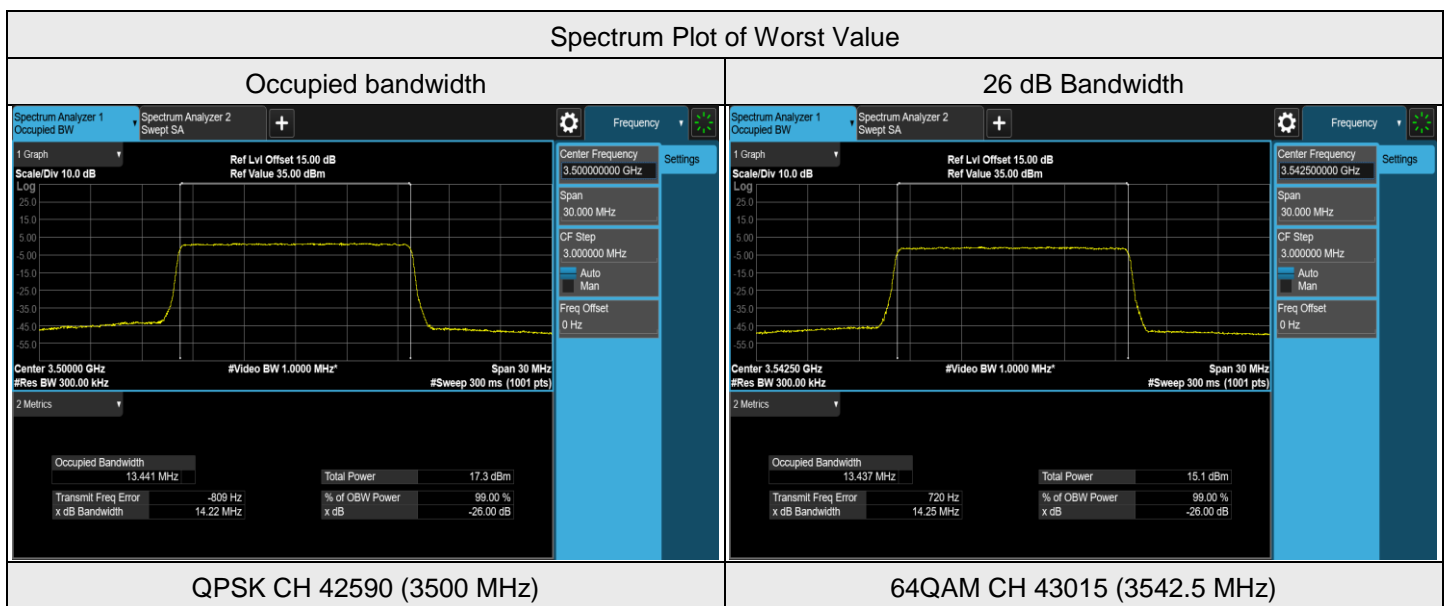 Spectrum Plot of Worst Value
Occupied bandwidth
26 dB Bandwidth
Spectrum Analyzer 1
Occupied BW
Spectrum Analyzer 2
Swept SA
+
Frequency
1 Graph
Scale/Div 10.0 dB
Ref Lvl Offset 15.00 dB
Ref Value 35.00 dBm
Log
25.0
15.0
5.00
-5.00
-15.0
-25.0
-35.0
-45.0
-55.0
Center 3.50000 GHz
#Video BW 1.0000 MHz*
Span 30 MHz
#Res BW 300.00 kHz
#Sweep 300 ms (1001 pts)
Center Frequency
3.500000000 GHz
Settings
Span
30.000 MHz
CF Step
3.000000 MHz
Auto
Man
Freq Offset
0 Hz
2 Metrics
Occupied Bandwidth
13.441 MHz
Total Power 17.3 dBm
Transmit Freq Error -809 Hz
% of OBW Power 99.00 %
x dB Bandwidth 14.22 MHz
x dB -26.00 dB
Spectrum Analyzer 1
Occupied BW
Spectrum Analyzer 2
Swept SA
+
Frequency
1 Graph
Scale/Div 10.0 dB
Ref Lvl Offset 15.00 dB
Ref Value 35.00 dBm
Log
25.0
15.0
5.00
-5.00
-15.0
-25.0
-35.0
-45.0
-55.0
Center 3.54250 GHz
#Video BW 1.0000 MHz*
Span 30 MHz
#Res BW 300.00 kHz
#Sweep 300 ms (1001 pts)
Center Frequency
3.542500000 GHz
Settings
Span
30.000 MHz
CF Step
3.000000 MHz
Auto
Man
Freq Offset
0 Hz
2 Metrics
Occupied Bandwidth
13.437 MHz
Total Power 15.1 dBm
Transmit Freq Error 720 Hz
% of OBW Power 99.00 %
x dB Bandwidth 14.25 MHz
x dB -26.00 dB
QPSK CH 42590 (3500 MHz)
64QAM CH 43015 (3542.5 MHz)